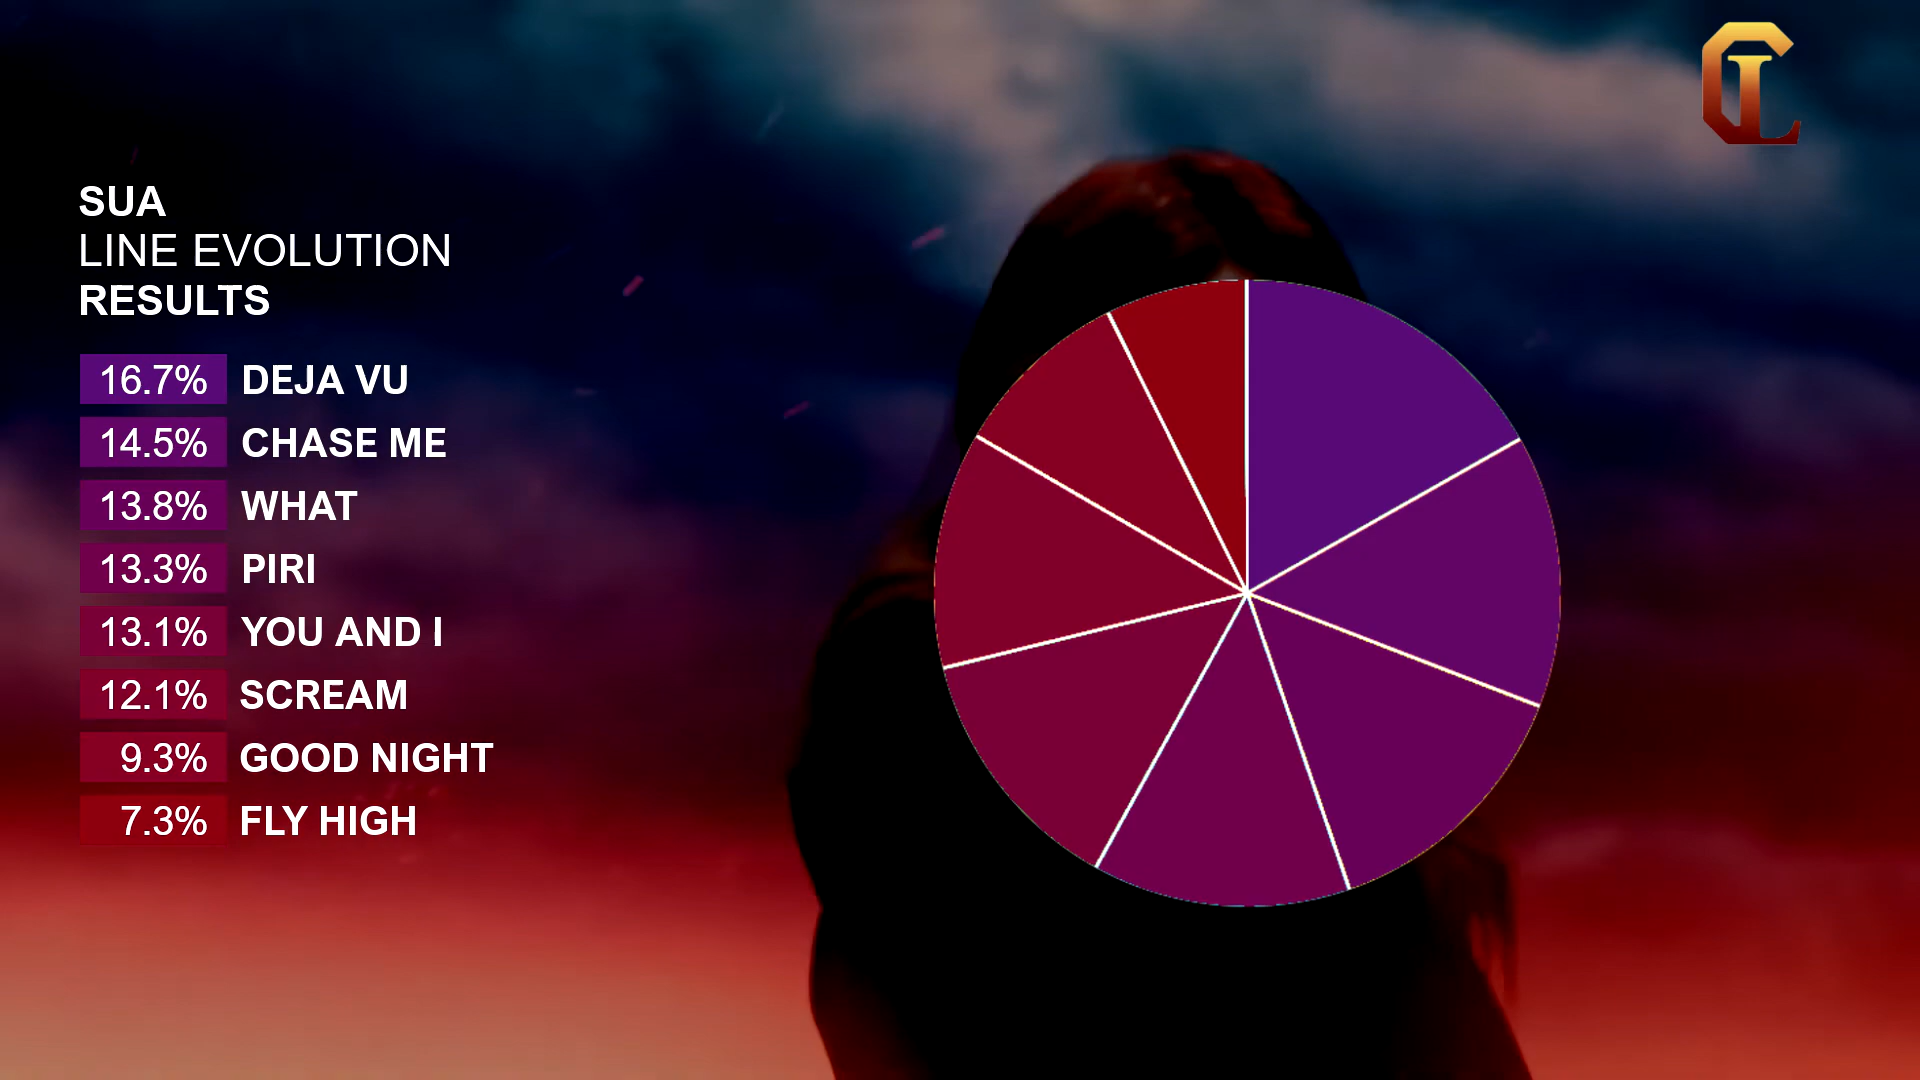 SUA
LINE EVOLUTION
RESULTS
16.7% DEJA VU
14.5% CHASE ME
13.8% WHAT
13.3% PIRI
13.1% YOU AND I
12.1% SCREAM
9.3% GOOD NIGHT
7.3% FLY HIGH